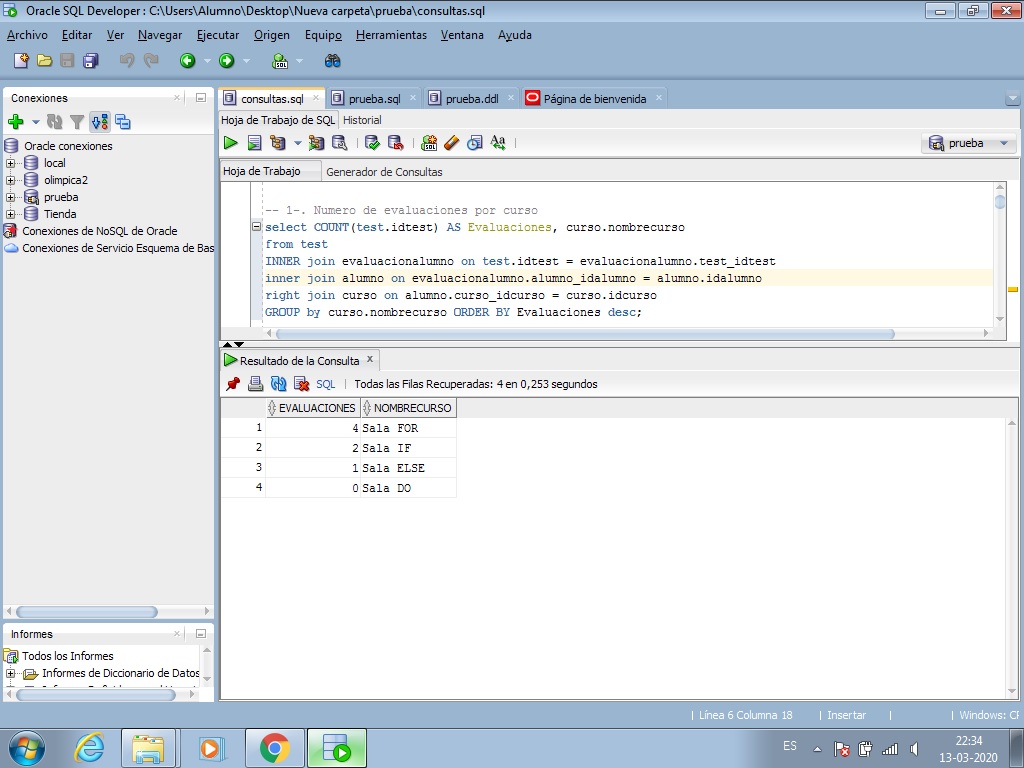 Oracle SQL Developer : C:\Users\Alumno\Desktop\Nueva carpeta\prueba\consultas.sql
Archivo Editar Ver Navegar Ejecutar Origen Equipo Herramientas Ventana Ayuda
Conexiones
consultas.sql prueba.sql prueba.ddl Página de bienvenida
Hoja de Trabajo de SQL Historial
Oracle conexiones
local
olimpica2
prueba
Tienda
Conexiones de NoSQL de Oracle
Conexiones de Servicio Esquema de Bas
prueba
Hoja de Trabajo Generador de Consultas
-- 1-. Numero de evaluaciones por curso
select COUNT(test.idtest) AS Evaluaciones, curso.nombrecurso
from test
INNER join evaluacionalumno on test.idtest = evaluacionalumno.test_idtest
inner join alumno on evaluacionalumno.alumno_idalumno = alumno.idalumno
right join curso on alumno.curso_idcurso = curso.idcurso
GROUP by curso.nombrecurso ORDER BY Evaluaciones desc;
Resultado de la Consulta
SQL | Todas las Filas Recuperadas: 4 en 0,253 segundos
EVALUACIONES NOMBRECURSO
1 4 Sala FOR
2 2 Sala IF
3 1 Sala ELSE
4 0 Sala DO
Informes
Todos los Informes
Informes de Diccionario de Datos
| Línea 6 Columna 18 | Insertar | | Windows: CF
ES
22:34
13-03-2020